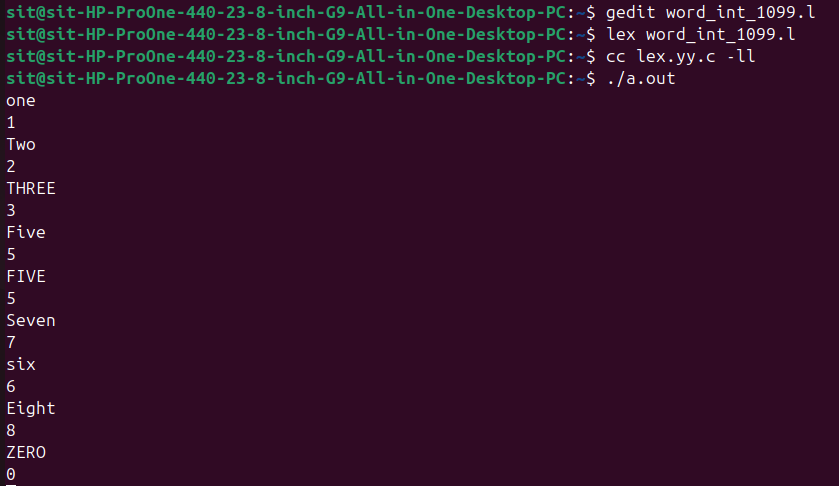 sit@sit-HP-ProOne-440-23-8-inch-G9-All-in-One-Desktop-PC:~$ gedit word_int_1099.l
sit@sit-HP-ProOne-440-23-8-inch-G9-All-in-One-Desktop-PC:~$ lex word_int_1099.l
sit@sit-HP-ProOne-440-23-8-inch-G9-All-in-One-Desktop-PC:~$ cc lex.yy.c -ll
sit@sit-HP-ProOne-440-23-8-inch-G9-All-in-One-Desktop-PC:~$ ./a.out
one
1
Two
2
THREE
3
Five
5
FIVE
5
Seven
7
six
6
Eight
8
ZERO
0